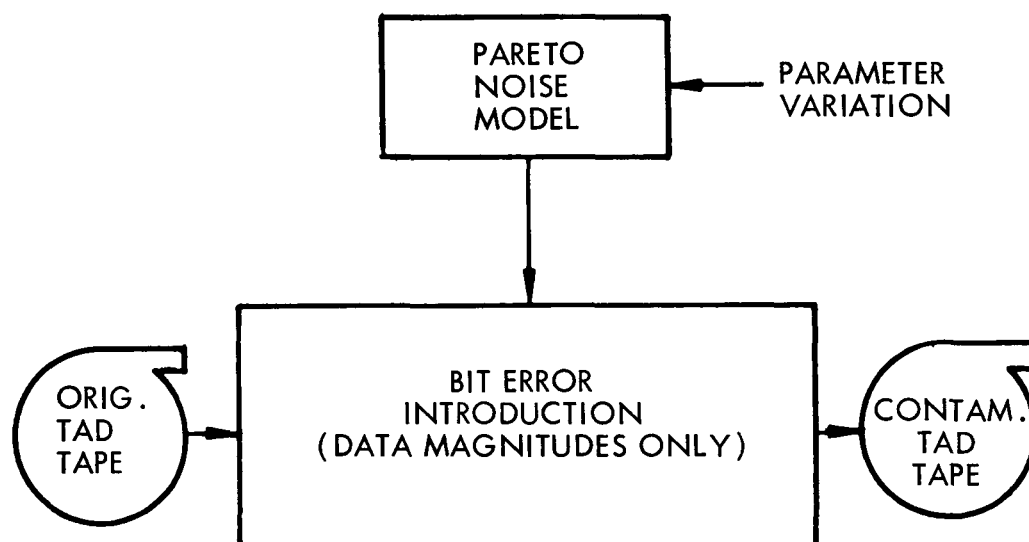 PARETO
NOISE
MODEL
PARAMETER
VARIATION
BIT ERROR
INTRODUCTION
(DATA MAGNITUDES ONLY)
ORIG.
TAD
TAPE
CONTAM.
TAD
TAPE